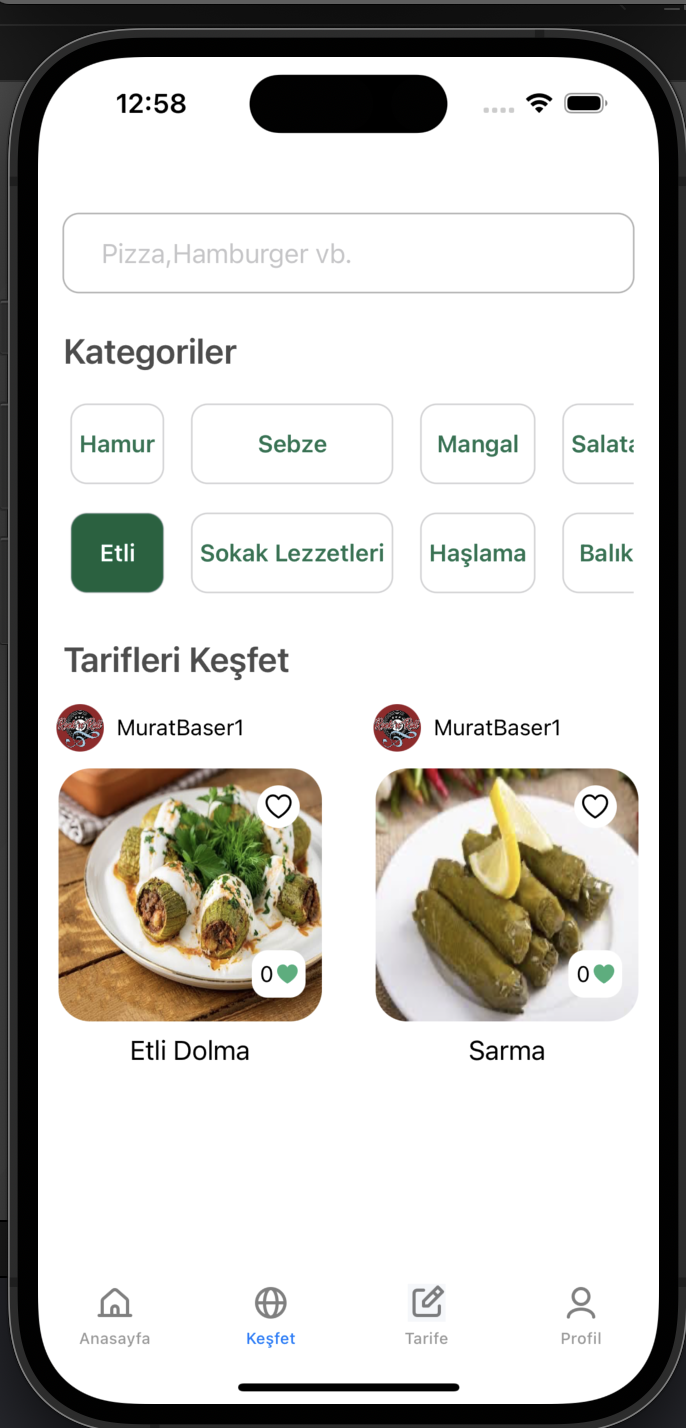 12:58
Pizza,Hamburger vb.
Kategoriler
Hamur Sebze Mangal Salata
Etli Sokak Lezzetleri Haşlama Balık
Tarifleri Keşfet
MuratBaser1 MuratBaser1
0 0
Etli Dolma Sarma
Anasayfa Keşfet Tarife Profil